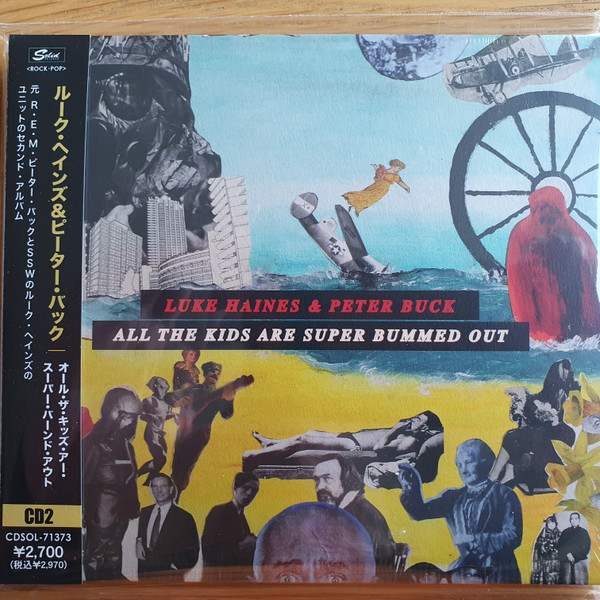 Solid
<ROCK・POP>
ルーク・ヘインズ&ピーター・バック
オール・ザ・キッズ・アー・
スーパー・バーンド・アウト
元R.E.M.ピーター・バックとSSWのルーク・ヘインズの
ユニットのセカンド・アルバム
CD2
CDSOL-71373
¥2,700
(税込¥2,970)
LUKE HAINES & PETER BUCK
ALL THE KIDS ARE SUPER BUMMED OUT